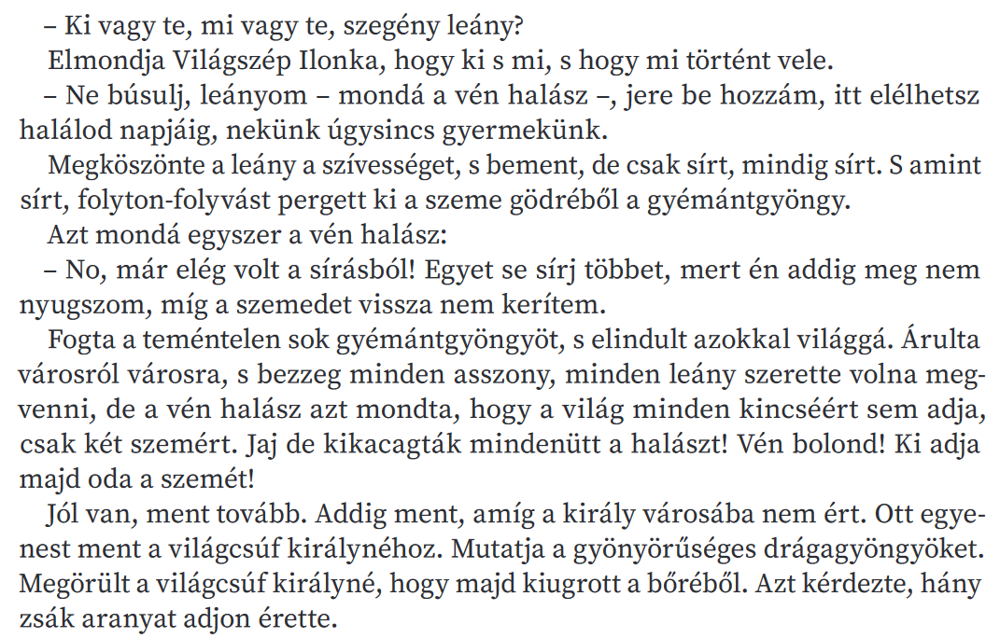 – Ki vagy te, mi vagy te, szegény leány?
Elmondja Világszép Ilonka, hogy ki s mi, s hogy mi történt vele.
– Ne búsulj, leányom – mondá a vén halász –, jere be hozzám, itt elélhetsz
halálod napjáig, nekünk úgysincs gyermekünk.
Megköszönte a leány a szívességet, s bement, de csak sírt, mindig sírt. S amint
sírt, folyton-folyvást pergett ki a szeme gödréből a gyémántgyöngy.
Azt mondá egyszer a vén halász:
– No, már elég volt a sírásból! Egyet se sírj többet, mert én addig meg nem
nyugszom, míg a szemedet vissza nem kerítem.
Fogta a teméntelen sok gyémántgyöngyöt, s elindult azokkal világgá. Árulta
városról városra, s bezzeg minden asszony, minden leány szerette volna meg-
venni, de a vén halász azt mondta, hogy a világ minden kincséért sem adja,
csak két szemért. Jaj de kikacagták mindenütt a halászt! Vén bolond! Ki adja
majd oda a szemét!
Jól van, ment tovább. Addig ment, amíg a király városába nem ért. Ott egye-
nest ment a világcsúf királynéhoz. Mutatja a gyönyörűséges drágagyöngyöket.
Megörült a világcsúf királyné, hogy majd kiugrott a bőréből. Azt kérdezte, hány
zsák aranyat adjon érette.